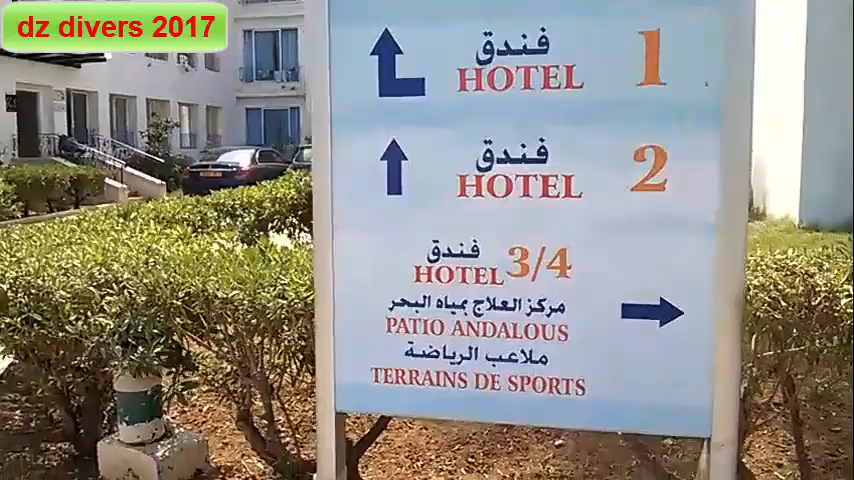 dz divers 2017
فندق
HOTEL 1
فندق
HOTEL 2
فندق
HOTEL 3/4
مركز العلاج بمياه البحر
PATIO ANDALOUS
ملاعب الرياضة
TERRAINS DE SPORTS